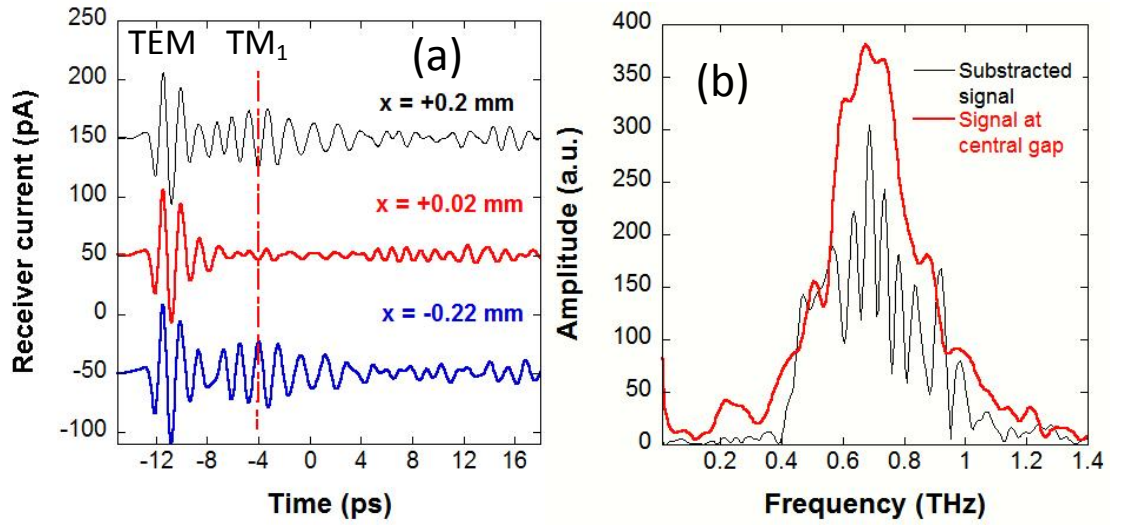 250
200
150
100
50
0
-50
-100
Receiver current (pA)
TEM
TM₁
(a)
x = +0.2 mm
x = +0.02 mm
x = -0.22 mm
-12
-8
-4
0
4
8
12
16
Time (ps)
400
350
300
250
200
150
100
50
0
Amplitude (a.u.)
(b)
Substracted
signal
Signal at
central gap
0.2
0.4
0.6
0.8
1
1.2
1.4
Frequency (THz)